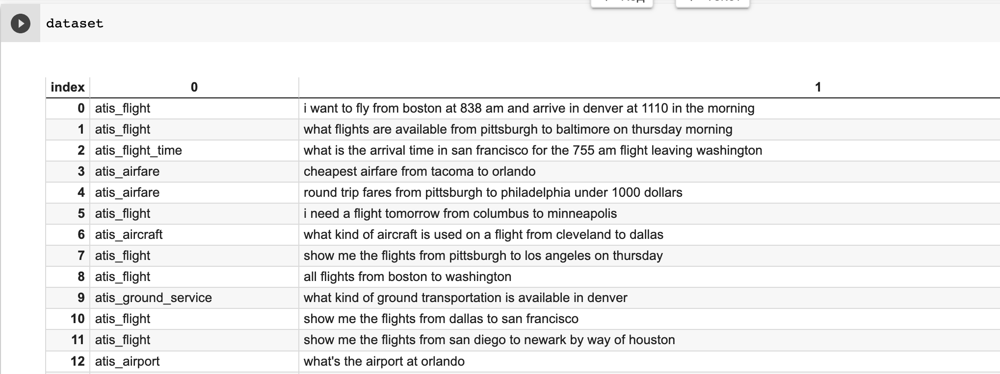 dataset
index 0 1
0 atis_flight i want to fly from boston at 838 am and arrive in denver at 1110 in the morning
1 atis_flight what flights are available from pittsburgh to baltimore on thursday morning
2 atis_flight_time what is the arrival time in san francisco for the 755 am flight leaving washington
3 atis_airfare cheapest airfare from tacoma to orlando
4 atis_airfare round trip fares from pittsburgh to philadelphia under 1000 dollars
5 atis_flight i need a flight tomorrow from columbus to minneapolis
6 atis_aircraft what kind of aircraft is used on a flight from cleveland to dallas
7 atis_flight show me the flights from pittsburgh to los angeles on thursday
8 atis_flight all flights from boston to washington
9 atis_ground_service what kind of ground transportation is available in denver
10 atis_flight show me the flights from dallas to san francisco
11 atis_flight show me the flights from san diego to newark by way of houston
12 atis_airport what's the airport at orlando